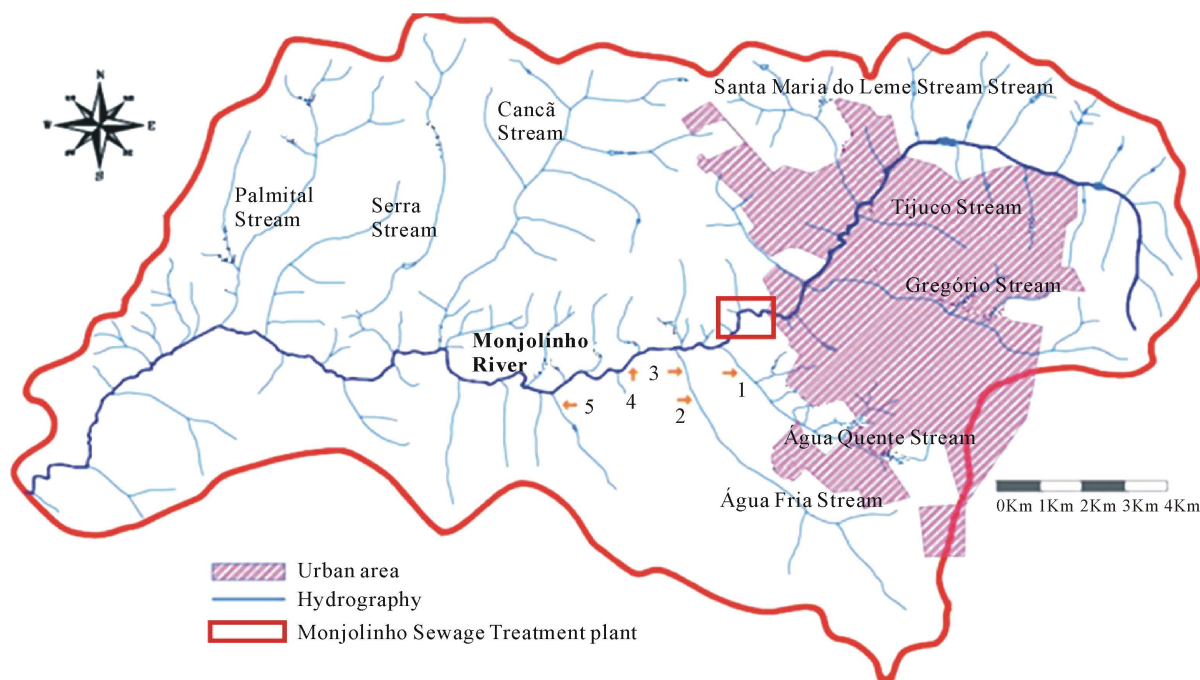 N
W
E
S
Santa Maria do Leme Stream Stream
Cancã
Stream
Palmital
Stream
Serra
Stream
Tijuco Stream
Gregório Stream
Monjolinho
River
3
1
5
4
2
Água Quente Stream
Água Fria Stream
0Km 1Km 2Km 3Km 4Km
Urban area
Hydrography
Monjolinho Sewage Treatment plant